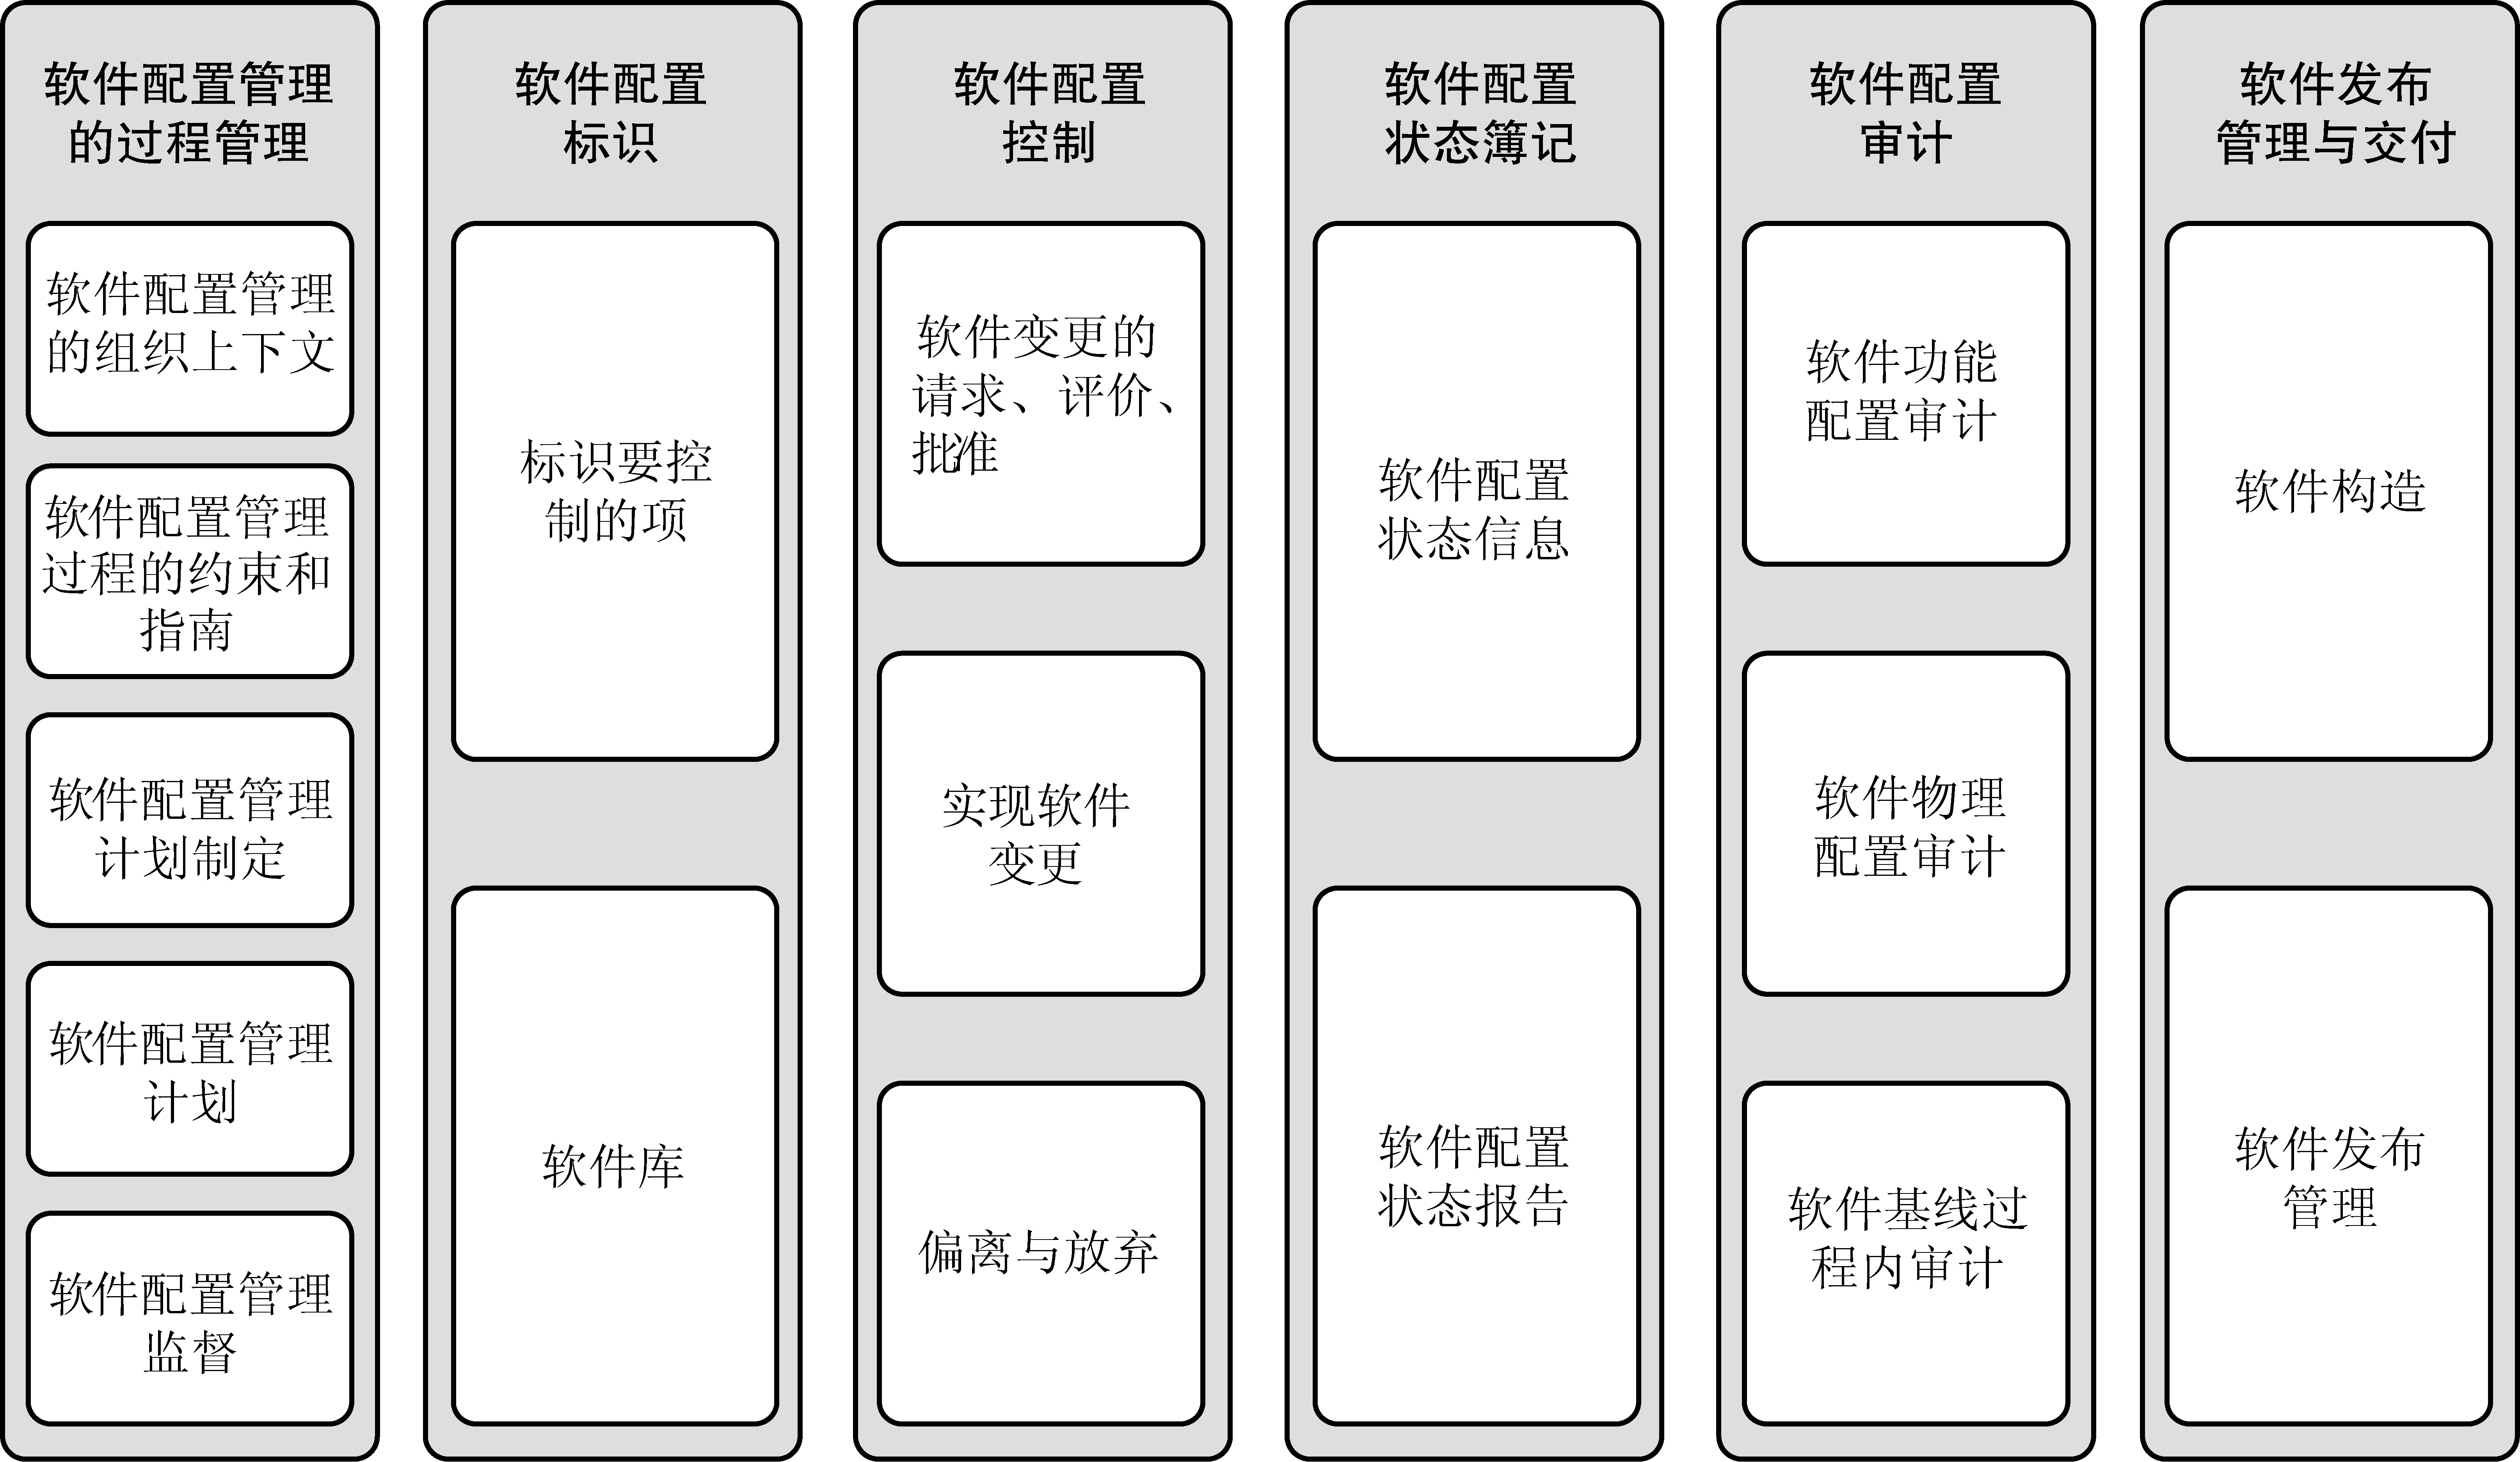 软件配置管理
的过程管理
软件配置管理
的组织上下文
软件配置管理
过程的约束和
指南
软件配置管理
计划制定
软件配置管理
计划
软件配置管理
监督
软件配置
标识
标识要控
制的项
软件库
软件配置
控制
软件变更的
请求、评价、
批准
实现软件
变更
偏离与放弃
软件配置
状态簿记
软件配置
状态信息
软件配置
状态报告
软件配置
审计
软件功能
配置审计
软件物理
配置审计
软件基线过
程内审计
软件发布
管理与交付
软件构造
软件发布
管理